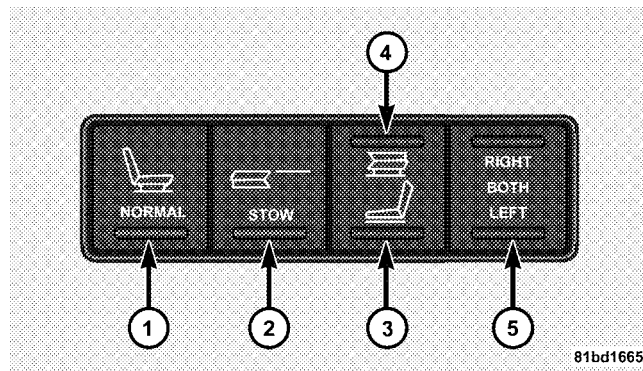 4
RIGHT
BOTH
NORMAL
STOW
LEFT
1
2
3
5
81bd1665